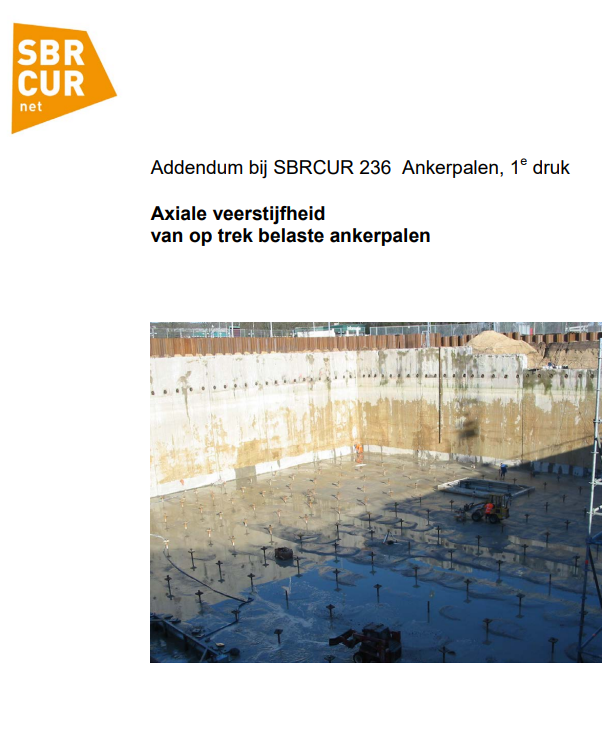 SBR
CUR
net
Addendum bij SBRCUR 236  Ankerpalen, 1e druk
Axiale veerstijfheid
van op trek belaste ankerpalen